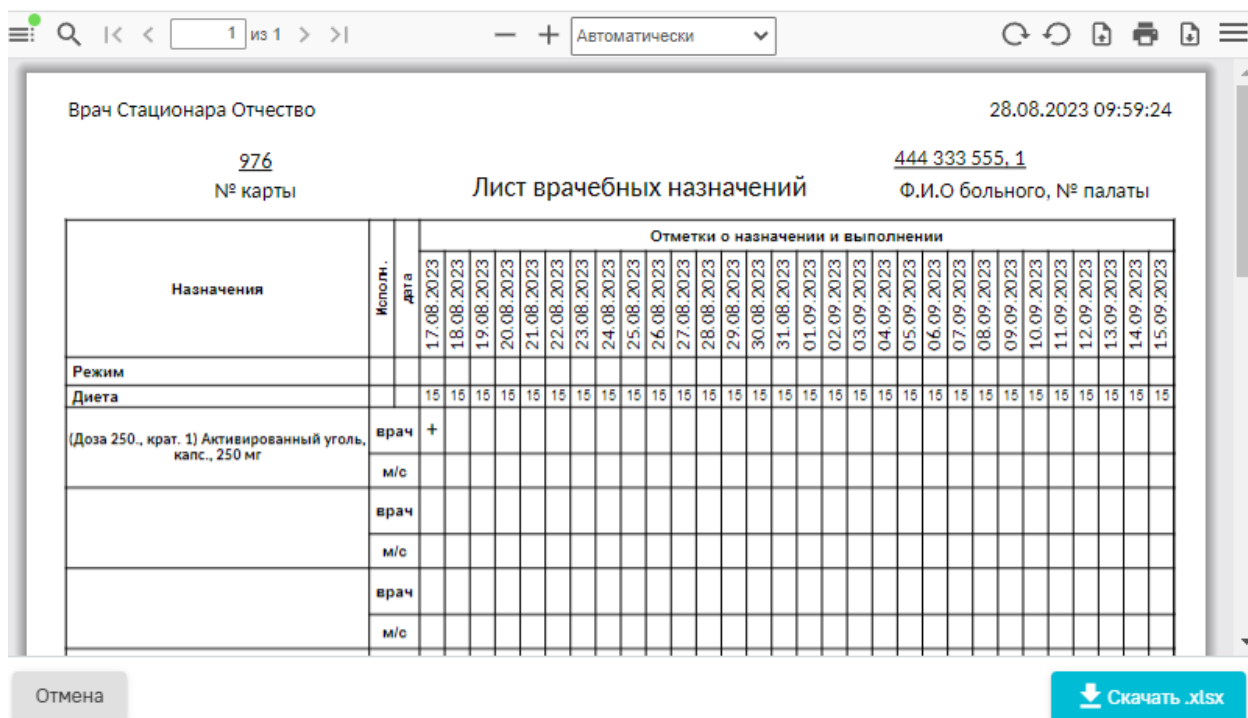 1 из 1 Автоматически
Врач Стационара Отчество 28.08.2023 09:59:24
976 444 333 555, 1
№ карты Лист врачебных назначений Ф.И.О больного, № палаты
Назначения Исполн. дата Отметки о назначении и выполнении
17.08.2023 18.08.2023 19.08.2023 20.08.2023 21.08.2023 22.08.2023 23.08.2023 24.08.2023 25.08.2023 26.08.2023 27.08.2023 28.08.2023 29.08.2023 30.08.2023 31.08.2023 01.09.2023 02.09.2023 03.09.2023 04.09.2023 05.09.2023 06.09.2023 07.09.2023 08.09.2023 09.09.2023 10.09.2023 11.09.2023 12.09.2023 13.09.2023 14.09.2023 15.09.2023
Режим
Диета 15 15 15 15 15 15 15 15 15 15 15 15 15 15 15 15 15 15 15 15 15 15 15 15 15 15 15 15 15 15
(Доза 250., крат. 1) Активированный уголь,
капс., 250 мг
врач +
м/с
врач
м/с
врач
м/с
Отмена Скачать .xlsx